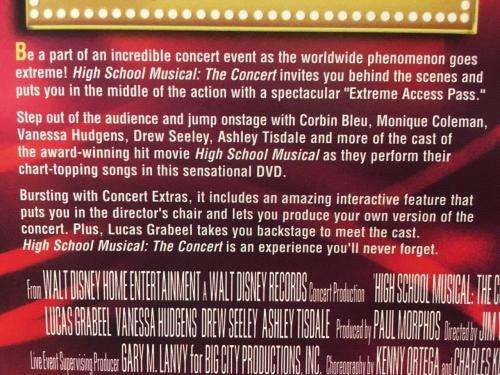 Be a part of an incredible concert event as the worldwide phenomenon goes
extreme! High School Musical: The Concert invites you behind the scenes and
puts you in the middle of the action with a spectacular "Extreme Access Pass."
Step out of the audience and jump onstage with Corbin Bleu, Monique Coleman,
Vanessa Hudgens, Drew Seeley, Ashley Tisdale and more of the cast of
the award-winning hit movie High School Musical as they perform their
chart-topping songs in this sensational DVD.
Bursting with Concert Extras, it includes an amazing interactive feature that
puts you in the director's chair and lets you produce your own version of the
concert. Plus, Lucas Grabeel takes you backstage to meet the cast.
High School Musical: The Concert is an experience you'll never forget.
From WALT DISNEY HOME ENTERTAINMENT A WALT DISNEY RECORDS Concert Production "HIGH SCHOOL MUSICAL: THE C
LUCAS GRABEEL VANESSA HUDGENS DREW SEELEY ASHLEY TISDALE Produced by PAUL MORPHOS Directed by JIM
Live Event Supervising Producer GARY M. LANVY for BIG CITY PRODUCTIONS, INC. Choreography by KENNY ORTEGA and CHARLES